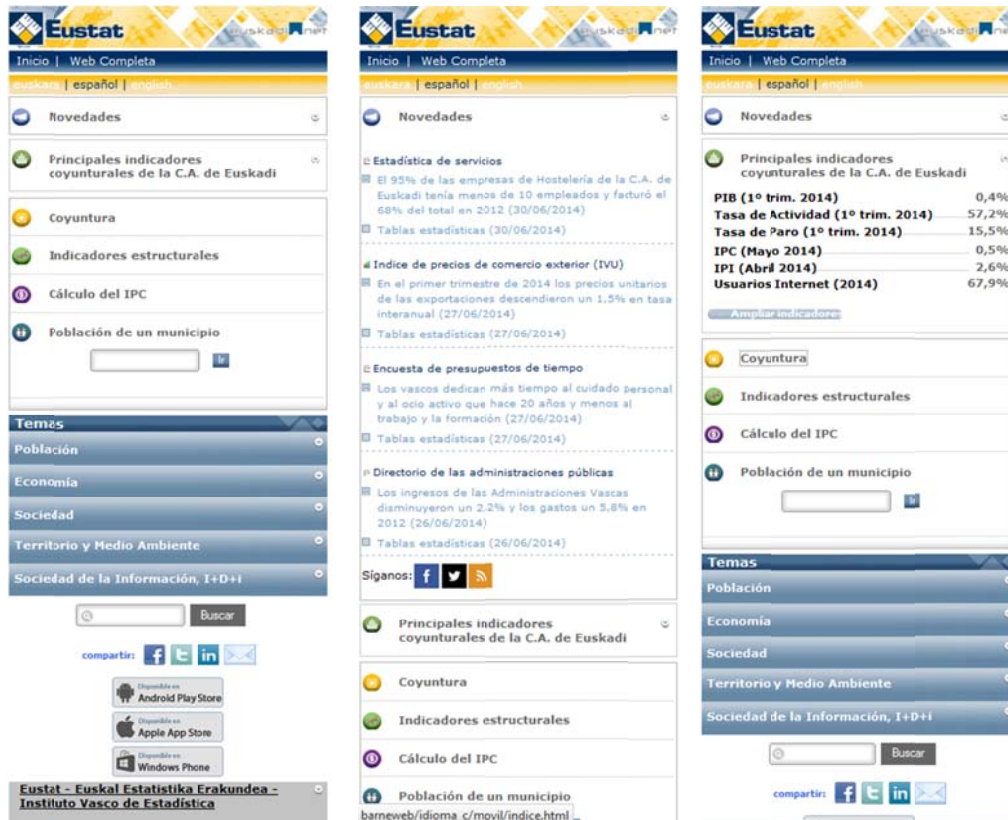 Eustat
euskadi.net
Inicio | Web Completa
euskara | español | english
Novedades
Principales indicadores
coyunturales de la C.A. de Euskadi
Coyuntura
Indicadores estructurales
Cálculo del IPC
Población de un municipio
Ir
Temas
Población
Economía
Sociedad
Territorio y Medio Ambiente
Sociedad de la Información, I+D+i
Buscar
compartir:
Disponible en
Android Play Store
Disponible en
Apple App Store
Disponible en
Windows Phone
Eustat - Euskal Estatistika Erakundea -
Instituto Vasco de Estadística
Eustat
euskadi.net
Inicio | Web Completa
euskara | español | english
Novedades
Estadística de servicios
El 95% de las empresas de Hostelería de la C.A. de
Euskadi tenía menos de 10 empleados y facturó el
68% del total en 2012 (30/06/2014)
Tablas estadísticas (30/06/2014)
Indice de precios de comercio exterior (IVU)
En el primer trimestre de 2014 los precios unitarios
de las exportaciones descendieron un 1,5% en tasa
interanual (27/06/2014)
Tablas estadísticas (27/06/2014)
Encuesta de presupuestos de tiempo
Los vascos dedican más tiempo al cuidado personal
y al ocio activo que hace 20 años y menos al
trabajo y la formación (27/06/2014)
Tablas estadísticas (27/06/2014)
Directorio de las administraciones públicas
Los ingresos de las Administraciones Vascas
disminuyeron un 2,2% y los gastos un 5,8% en
2012 (26/06/2014)
Tablas estadísticas (26/06/2014)
Síganos:
Principales indicadores
coyunturales de la C.A. de Euskadi
Coyuntura
Indicadores estructurales
Cálculo del IPC
Población de un municipio
barneweb/idioma_c/movil/indice.html
Eustat
euskadi.ne
Inicio | Web Completa
euskara | español | english
Novedades
Principales indicadores
coyunturales de la C.A. de Euskadi
PIB (1º trim. 2014) 0,4%
Tasa de Actividad (1º trim. 2014) 57,2%
Tasa de Paro (1º trim. 2014) 15,5%
IPC (Mayo 2014) 0,5%
IPI (Abril 2014) 2,6%
Usuarios Internet (2014) 67,9%
Ampliar indicadores
Coyuntura
Indicadores estructurales
Cálculo del IPC
Población de un municipio
Ir
Temas
Población
Economía
Sociedad
Territorio y Medio Ambiente
Sociedad de la Información, I+D+i
Buscar
compartir: